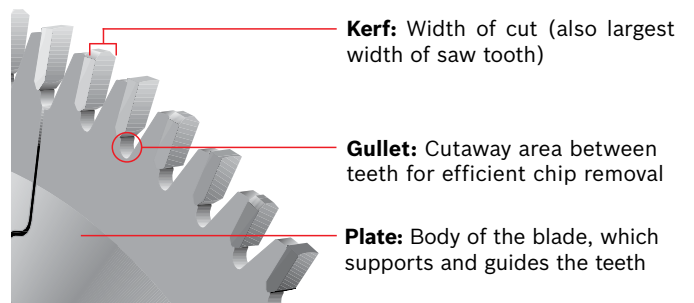 Kerf: Width of cut (also largest
width of saw tooth)
Gullet: Cutaway area between
teeth for efficient chip removal
Plate: Body of the blade, which
supports and guides the teeth